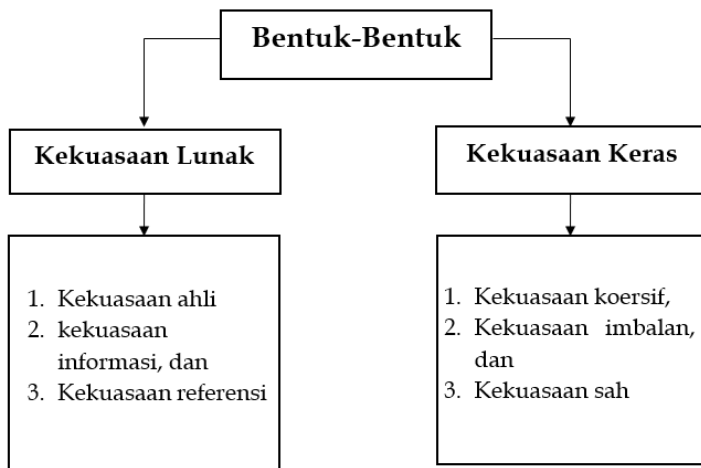 Bentuk-Bentuk
Kekuasaan Lunak
1. Kekuasaan ahli
2. kekuasaan
informasi, dan
3. Kekuasaan referensi
Kekuasaan Keras
1. Kekuasaan koersif,
2. Kekuasaan imbalan,
dan
3. Kekuasaan sah